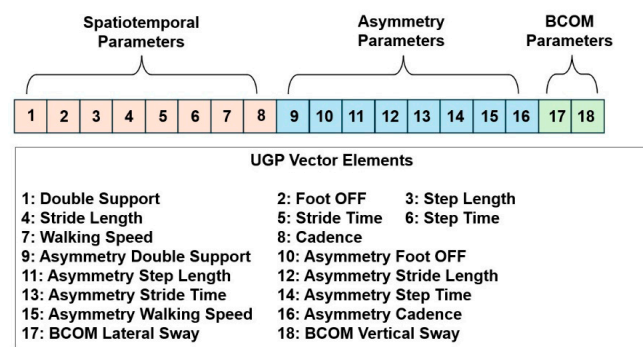 Spatiotemporal Parameters
Asymmetry Parameters
BCOM Parameters
1 2 3 4 5 6 7 8 9 10 11 12 13 14 15 16 17 18
UGP Vector Elements
1: Double Support 2: Foot OFF 3: Step Length
4: Stride Length 5: Stride Time 6: Step Time
7: Walking Speed 8: Cadence
9: Asymmetry Double Support 10: Asymmetry Foot OFF
11: Asymmetry Step Length 12: Asymmetry Stride Length
13: Asymmetry Stride Time 14: Asymmetry Step Time
15: Asymmetry Walking Speed 16: Asymmetry Cadence
17: BCOM Lateral Sway 18: BCOM Vertical Sway